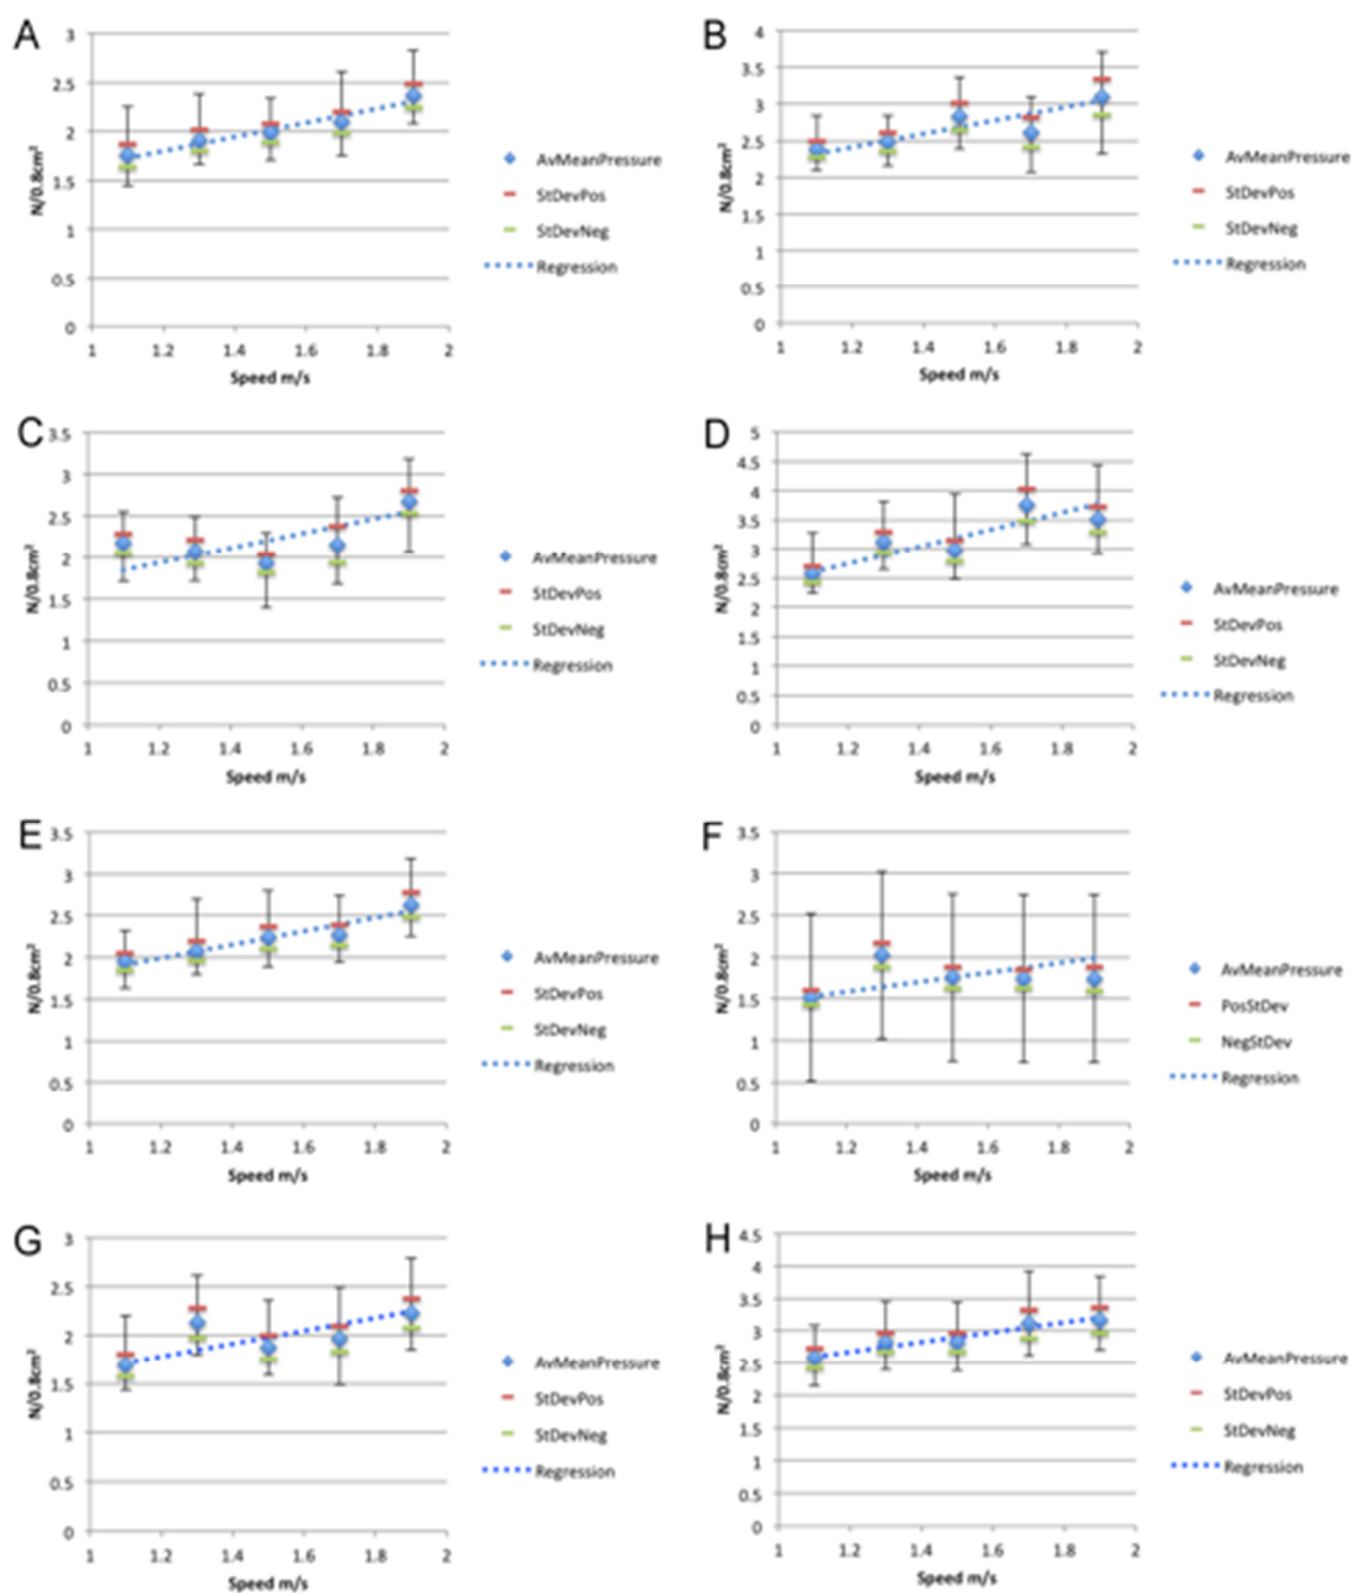 A
3
2.5
2
1.5
1
0.5
0
N/0.8cm²
1 1.2 1.4 1.6 1.8 2
Speed m/s
AvMeanPressure
StDevPos
StDevNeg
Regression
B
4
3.5
3
2.5
2
1.5
1
0.5
0
N/0.8cm²
1 1.2 1.4 1.6 1.8 2
Speed m/s
AvMeanPressure
StDevPos
StDevNeg
Regression
C
3.5
3
2.5
2
1.5
1
0.5
0
N/0.8cm²
1 1.2 1.4 1.6 1.8 2
Speed m/s
AvMeanPressure
StDevPos
StDevNeg
Regression
D
5
4.5
4
3.5
3
2.5
2
1.5
1
0.5
0
N/0.8cm²
1 1.2 1.4 1.6 1.8 2
Speed m/s
AvMeanPressure
StDevPos
StDevNeg
Regression
E
3.5
3
2.5
2
1.5
1
0.5
0
N/0.8cm²
1 1.2 1.4 1.6 1.8 2
Speed m/s
AvMeanPressure
StDevPos
StDevNeg
Regression
F
3.5
3
2.5
2
1.5
1
0.5
0
N/0.8cm²
1 1.2 1.4 1.6 1.8 2
Speed m/s
AvMeanPressure
PosStDev
NegStDev
Regression
G
3
2.5
2
1.5
1
0.5
0
N/0.8cm²
1 1.2 1.4 1.6 1.8 2
Speed m/s
AvMeanPressure
StDevPos
StDevNeg
Regression
H
4.5
4
3.5
3
2.5
2
1.5
1
0.5
0
N/0.8cm²
1 1.2 1.4 1.6 1.8 2
Speed m/s
AvMeanPressure
StDevPos
StDevNeg
Regression